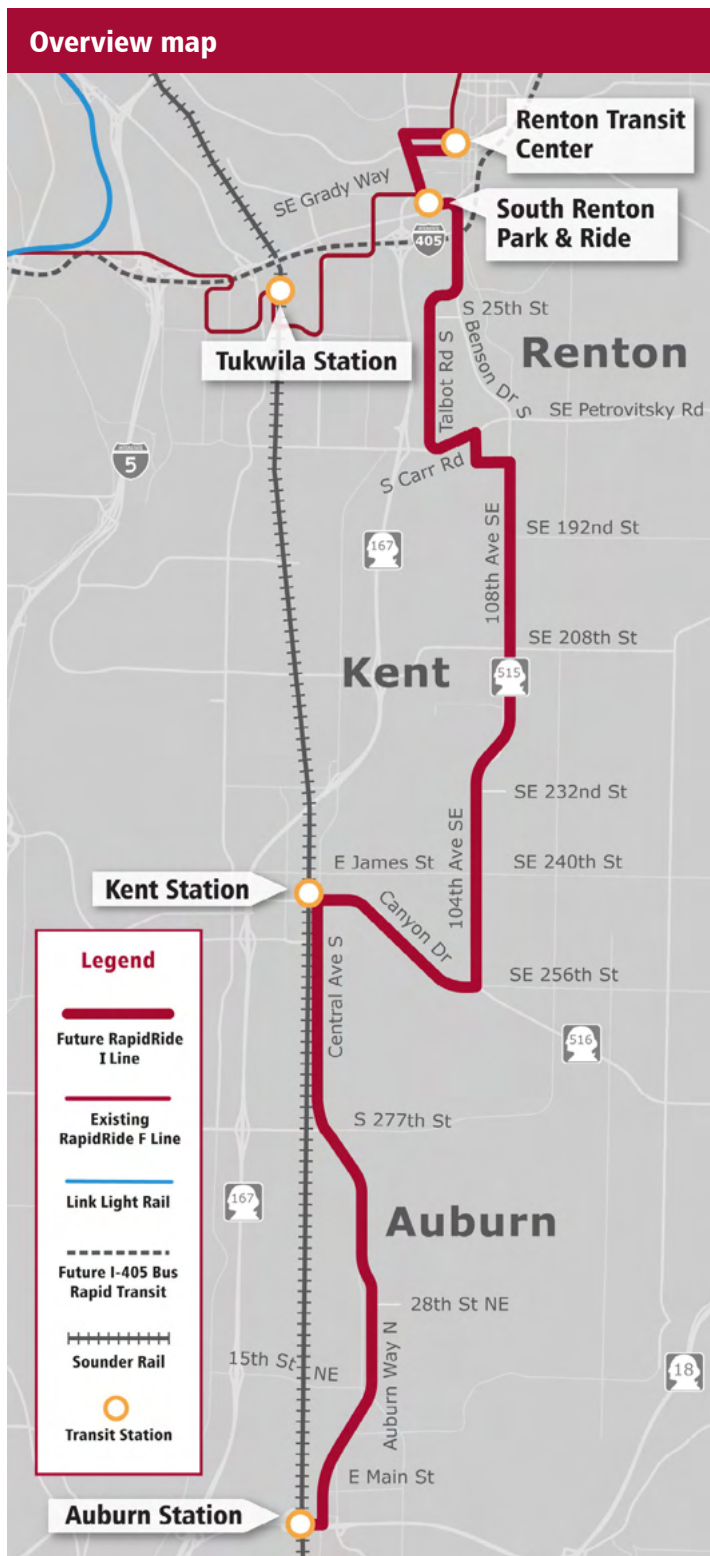 Overview map
Renton Transit
Center
SE Grady Way
South Renton
Park & Ride
INTERSTATE
405
S 25th St
Tukwila Station
Talbot Rd S
Benson Dr S
Renton
SE Petrovitsky Rd
INTERSTATE
5
S Carr Rd
167
108th Ave SE
SE 192nd St
SE 208th St
Kent
515
SE 232nd St
104th Ave SE
E James St
SE 240th St
Kent Station
Canyon Dr
Central Ave S
SE 256th St
516
S 277th St
167
Auburn
28th St NE
15th St NE
Auburn Way N
18
E Main St
Auburn Station
Legend
Future RapidRide
I Line
Existing
RapidRide F Line
Link Light Rail
Future I-405 Bus
Rapid Transit
Sounder Rail
Transit Station